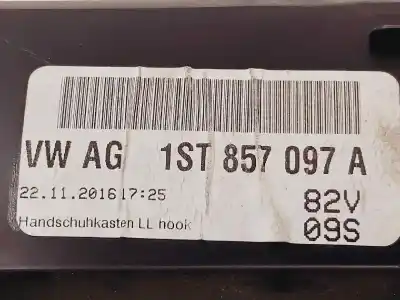 VW AG 1ST 857 097 A
22.11.2016 17:25 82V
Handschuhkasten LL hook 09S